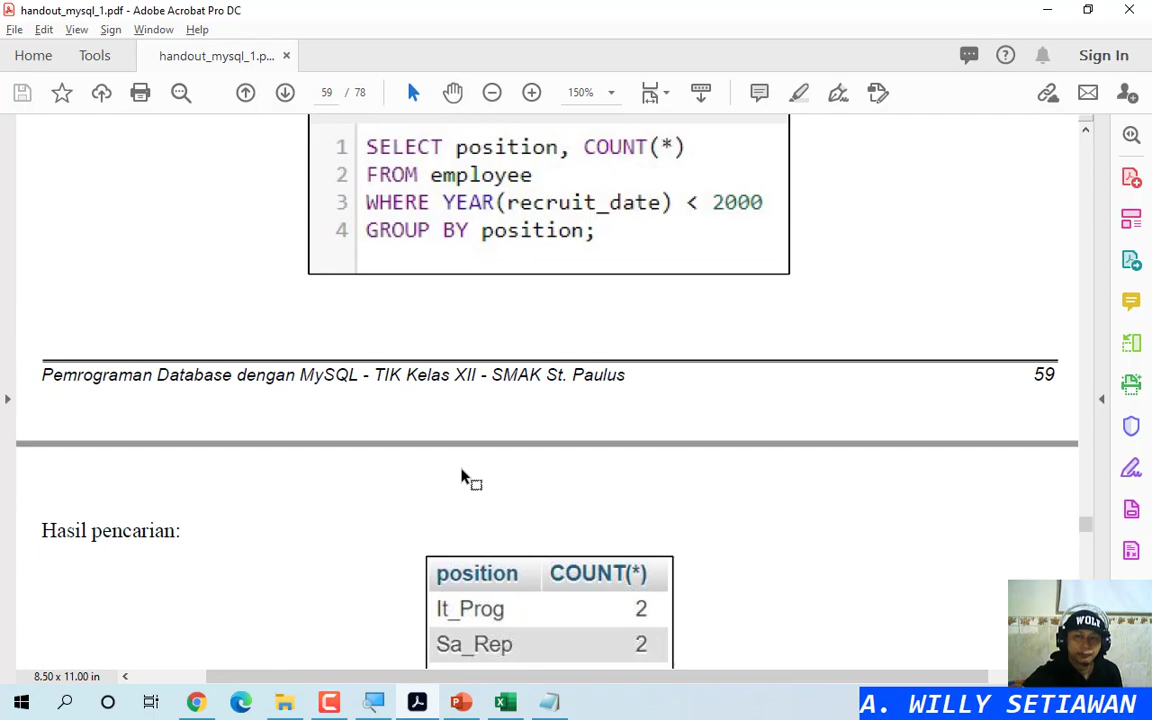 handout_mysql_1.pdf - Adobe Acrobat Pro DC
File Edit View Sign Window Help
Home Tools handout_mysql_1.p... × Sign In
59 / 78 150%
1 SELECT position, COUNT(*)
2 FROM employee
3 WHERE YEAR(recruit_date) < 2000
4 GROUP BY position;
Pemrograman Database dengan MySQL - TIK Kelas XII - SMAK St. Paulus 59
Hasil pencarian:
position COUNT(*)
It_Prog 2
Sa_Rep 2
WOLV
8.50 x 11.00 in
A. WILLY SETIAWAN